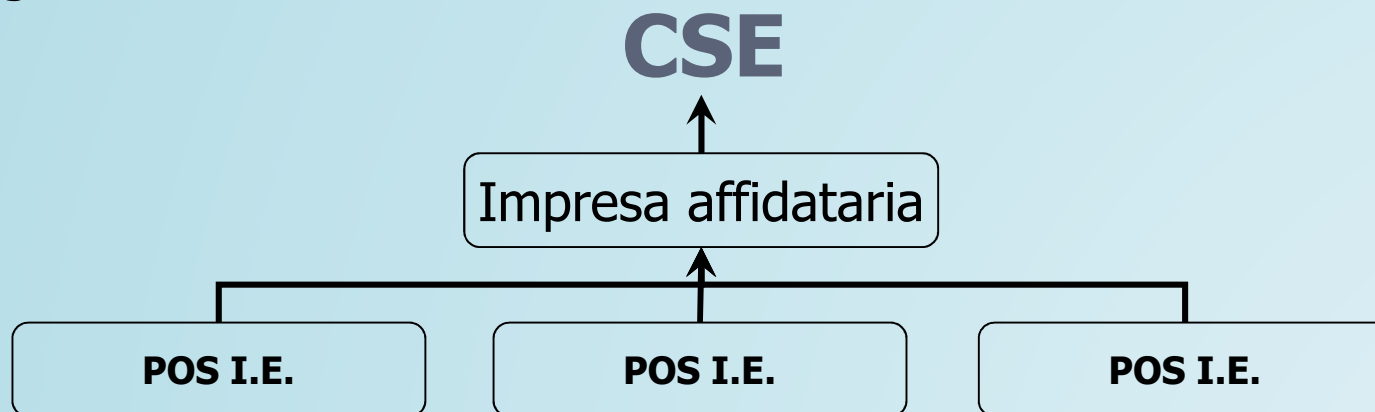 CSE
Impresa affidataria
POS I.E.
POS I.E.
POS I.E.